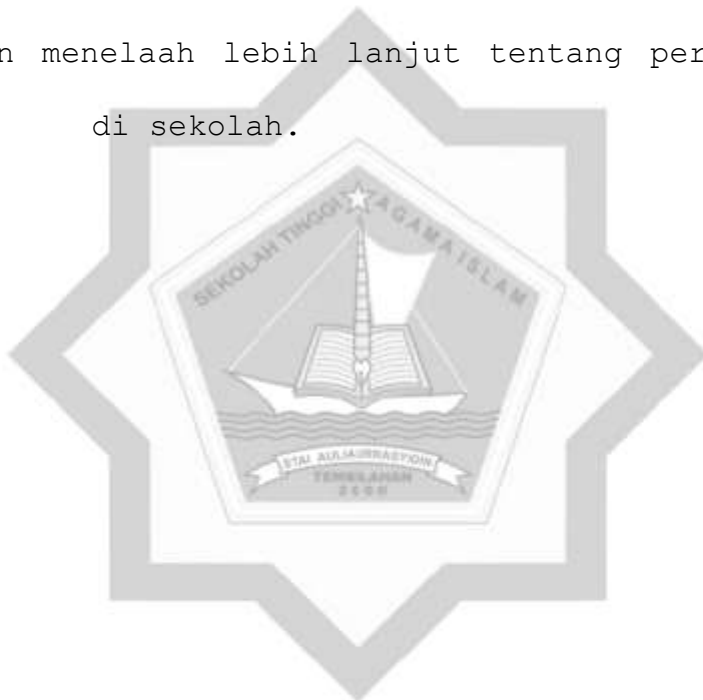 n menelaah lebih lanjut tentang per
di sekolah.
SEKOLAH TINGGI AGAMA ISLAM
STAI AULIAURRASYIDIN
TEMBILAHAN